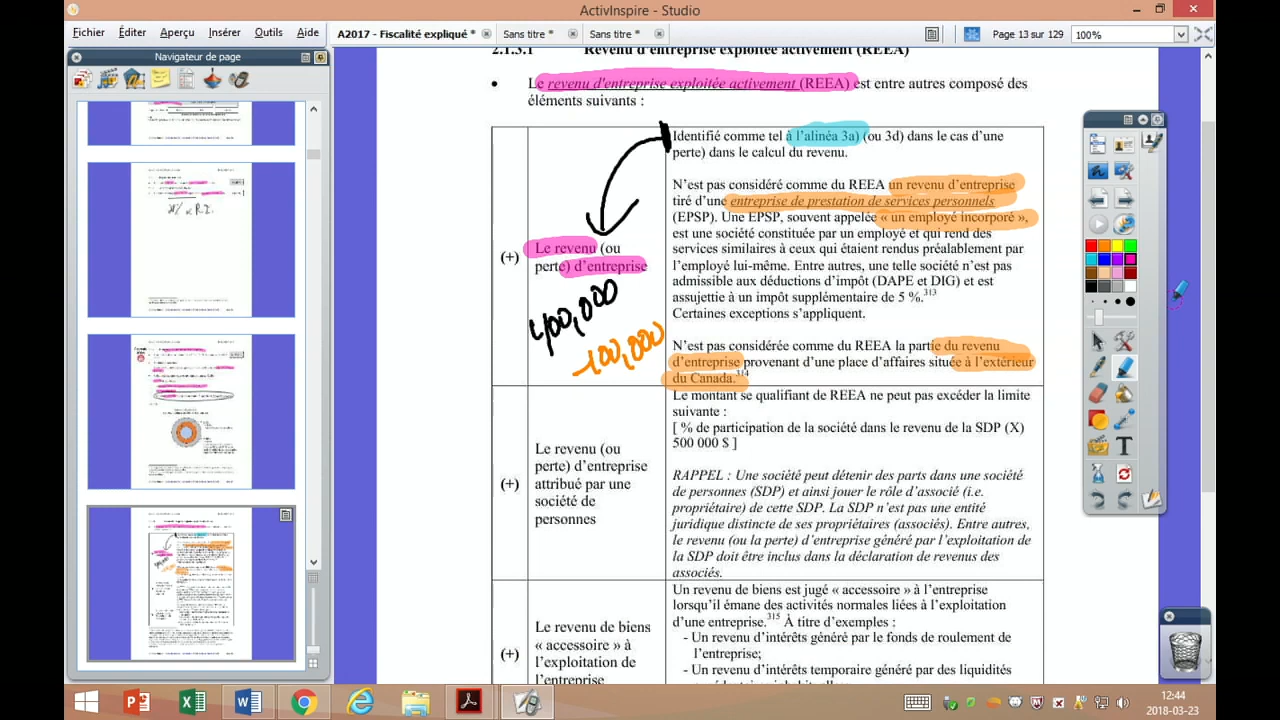 ActivInspire - Studio
Fichier Éditer Aperçu Insérer Outils Aide
A2017 - Fiscalité expliqué * Sans titre * Sans titre *
Page 13 sur 129 100%
Navigateur de page
2.1.3.1 Revenu d'entreprise exploitée activement (REEA)
• Le revenu d'entreprise exploitée activement (REEA) est entre autres composé des
éléments suivants :
(+)
Le revenu (ou
perte) d'entreprise
400,000
-100,000
Identifié comme tel à l'alinéa 3a) (ou 3d) dans le cas d'une
perte) dans le calcul du revenu.
N'est pas considéré comme du REEA un revenu d'entreprise
tiré d'une entreprise de prestation de services personnels
(EPSP). Une EPSP, souvent appelée « un employé incorporé »,
est une société constituée par un employé et qui rend des
services similaires à ceux qui étaient rendus préalablement par
l'employé lui-même. Entre autres, une telle société n'est pas
admissible aux déductions d'impôt (DAPE et DIG) et est
assujettie à un impôt supplémentaire de 5 %.313
Certaines exceptions s'appliquent.
N'est pas considérée comme du REEA la partie du revenu
d'entreprise provenant d'une place d'affaires située à l'extérieur
du Canada.314
(+)
Le revenu (ou
perte) d'entreprise
attribué par une
société de
personnes
Le montant se qualifiant de REEA ne peut pas excéder la limite
suivante :
[ % de participation de la société dans le revenu de la SDP (X)
500 000 $ ]
RAPPEL : Une société peut détenir des parts dans une société
de personnes (SDP) et ainsi jouer le rôle d'associé (i.e.
propriétaire) de cette SDP. La SDP n'est pas une entité
juridique distincte de ses propriétaires (associés). Entre autres,
le revenu (ou la perte) d'entreprise généré par l'exploitation de
la SDP doit être inclus dans la déclaration de revenus des
associés.
(+)
Le revenu de biens
« accessoire » à
l'exploitation de
l'entreprise
Un revenu de biens est jugé « accessoire » à l'entreprise
lorsqu'il émane des activités normales liées à l'exploitation
d'une entreprise.315 À titre d'exemples :
- Un revenu d'intérêts généré par le fonds de roulement de
l'entreprise;
- Un revenu d'intérêts temporaire généré par des liquidités
12:44
2018-03-23